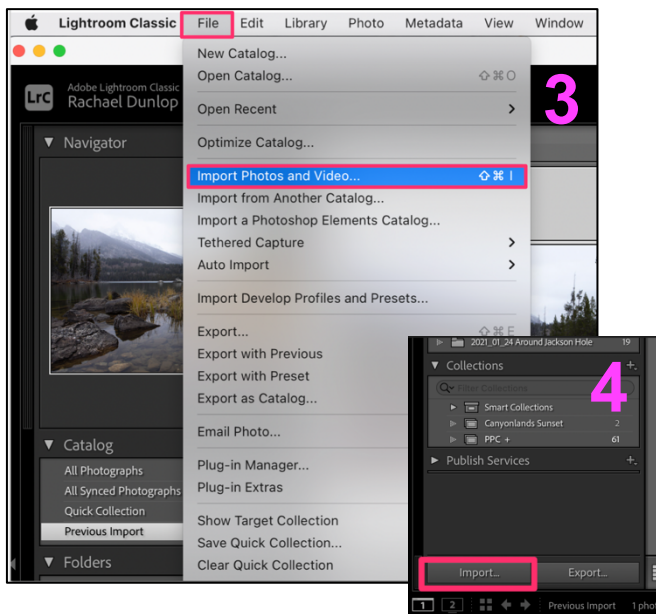 Lightroom Classic File Edit Library Photo Metadata View Window
New Catalog...
Open Catalog... ⇧⌘O
LrC
Adobe Lightroom Classic
Rachael Dunlop
Open Recent >
3
Navigator
Optimize Catalog...
Import Photos and Video... ⇧⌘I
Import from Another Catalog...
Import a Photoshop Elements Catalog...
Tethered Capture >
Auto Import >
Import Develop Profiles and Presets...
Export... ⇧⌘E
Export with Previous
Export with Preset
Export as Catalog...
Email Photo...
Plug-in Manager...
Plug-in Extras
Show Target Collection
Save Quick Collection...
Clear Quick Collection
Catalog
All Photographs
All Synced Photographs
Quick Collection
Previous Import
Folders
2021_01_24 Around Jackson Hole 19
Collections +
4
Filter Collections
Smart Collections
Canyonlands Sunset 2
PPC + 61
Publish Services +
Import... Export...
1 2 Previous Import 1 phot